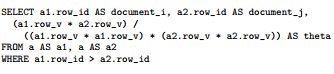 SELECT a1.row_id AS document_i, a2.row_id AS document_j,
(a1.row_v * a2.row_v) /
((a1.row_v * a1.row_v) * (a2.row_v * a2.row_v)) AS theta
FROM a AS a1, a AS a2
WHERE a1.row_id > a2.row_id